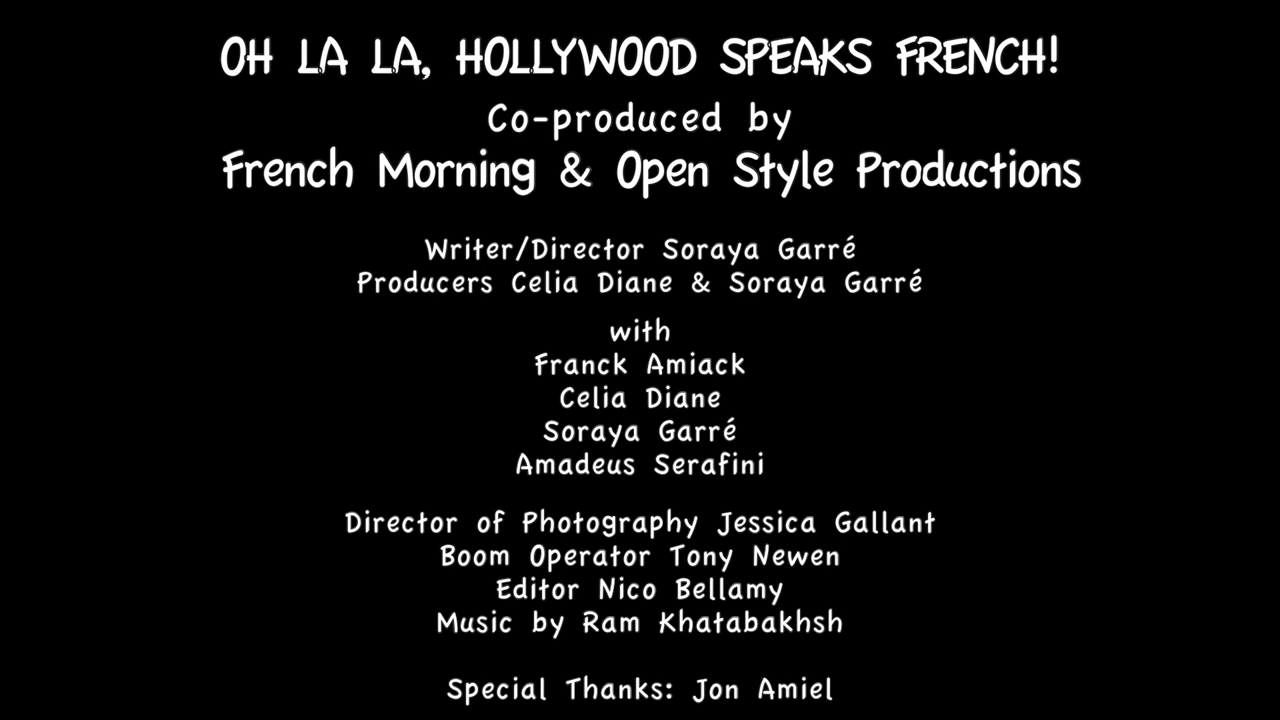 OH LA LA, HOLLYWOOD SPEAKS FRENCH!
Co-produced by
French Morning & Open Style Productions
Writer/Director Soraya Garré
Producers Celia Diane & Soraya Garré
with
Franck Amiack
Celia Diane
Soraya Garré
Amadeus Serafini
Director of Photography Jessica Gallant
Boom Operator Tony Newen
Editor Nico Bellamy
Music by Ram Khatabakhsh
Special Thanks: Jon Amiel